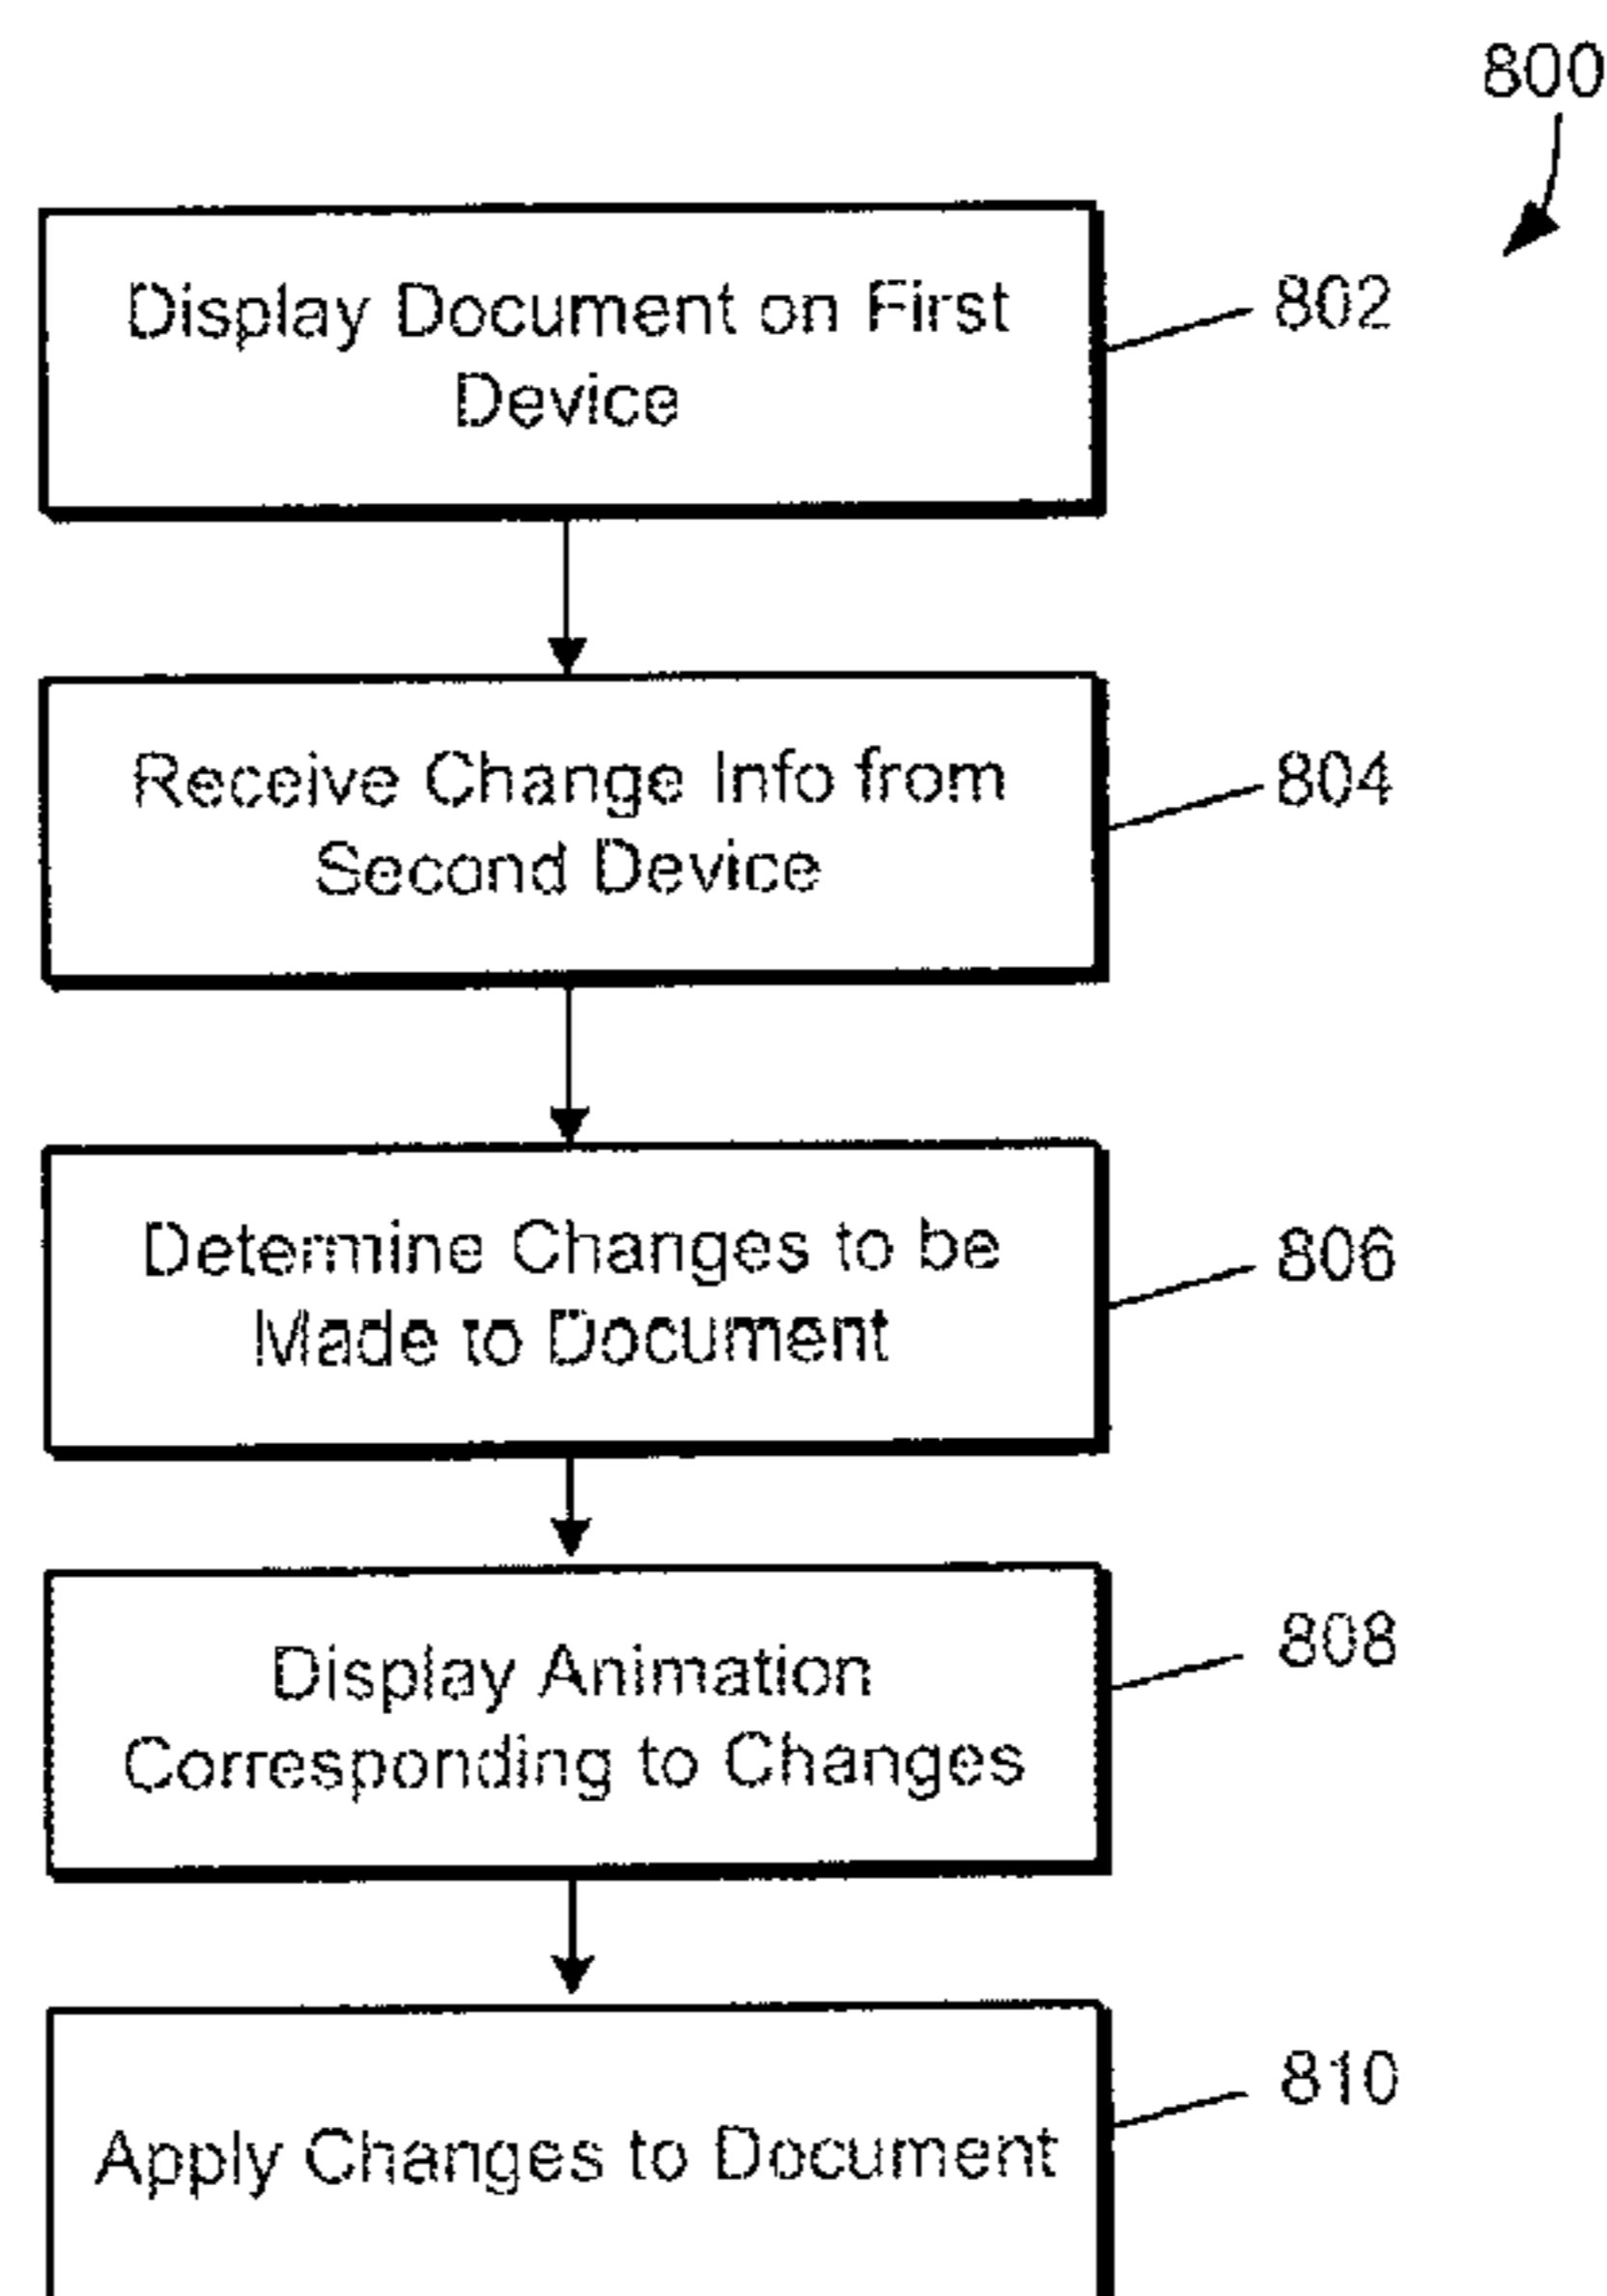 800
Display Document on First
Device
802
Receive Change Info from
Second Device
804
Determine Changes to be
Made to Document
806
Display Animation
Corresponding to Changes
808
Apply Changes to Document
810